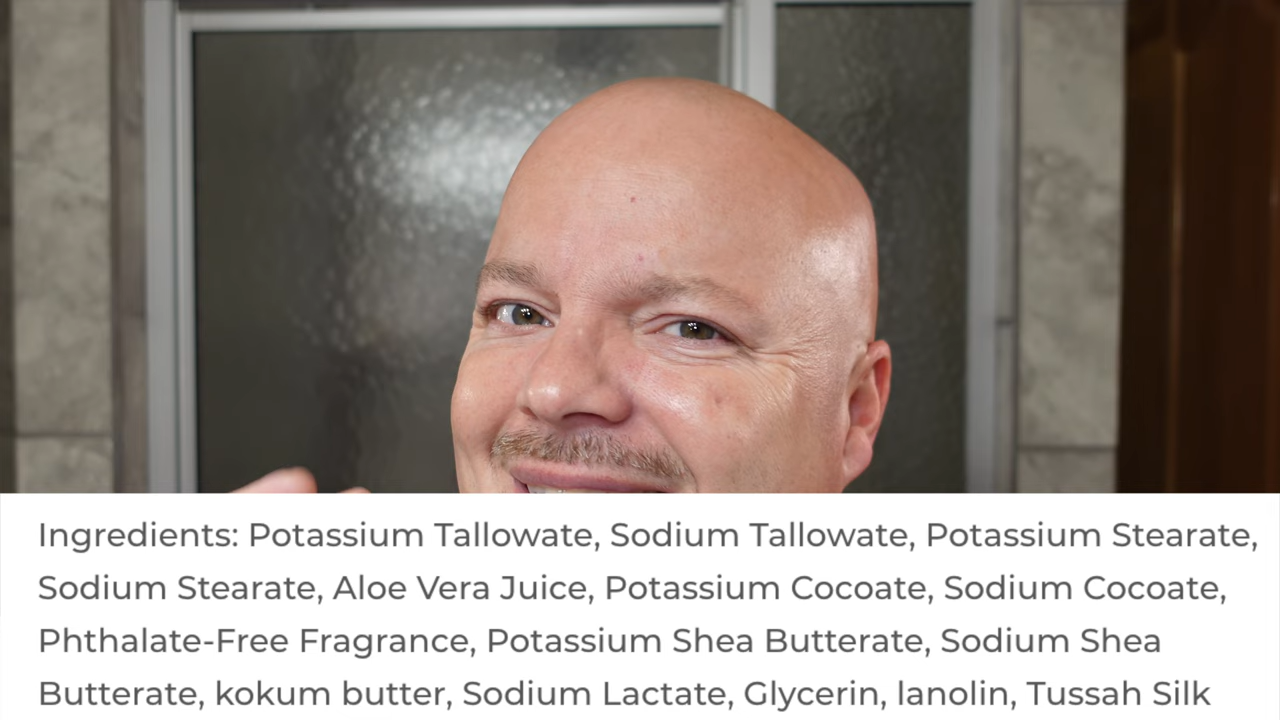 Ingredients: Potassium Tallowate, Sodium Tallowate, Potassium Stearate,
Sodium Stearate, Aloe Vera Juice, Potassium Cocoate, Sodium Cocoate,
Phthalate-Free Fragrance, Potassium Shea Butterate, Sodium Shea
Butterate, kokum butter, Sodium Lactate, Glycerin, lanolin, Tussah Silk